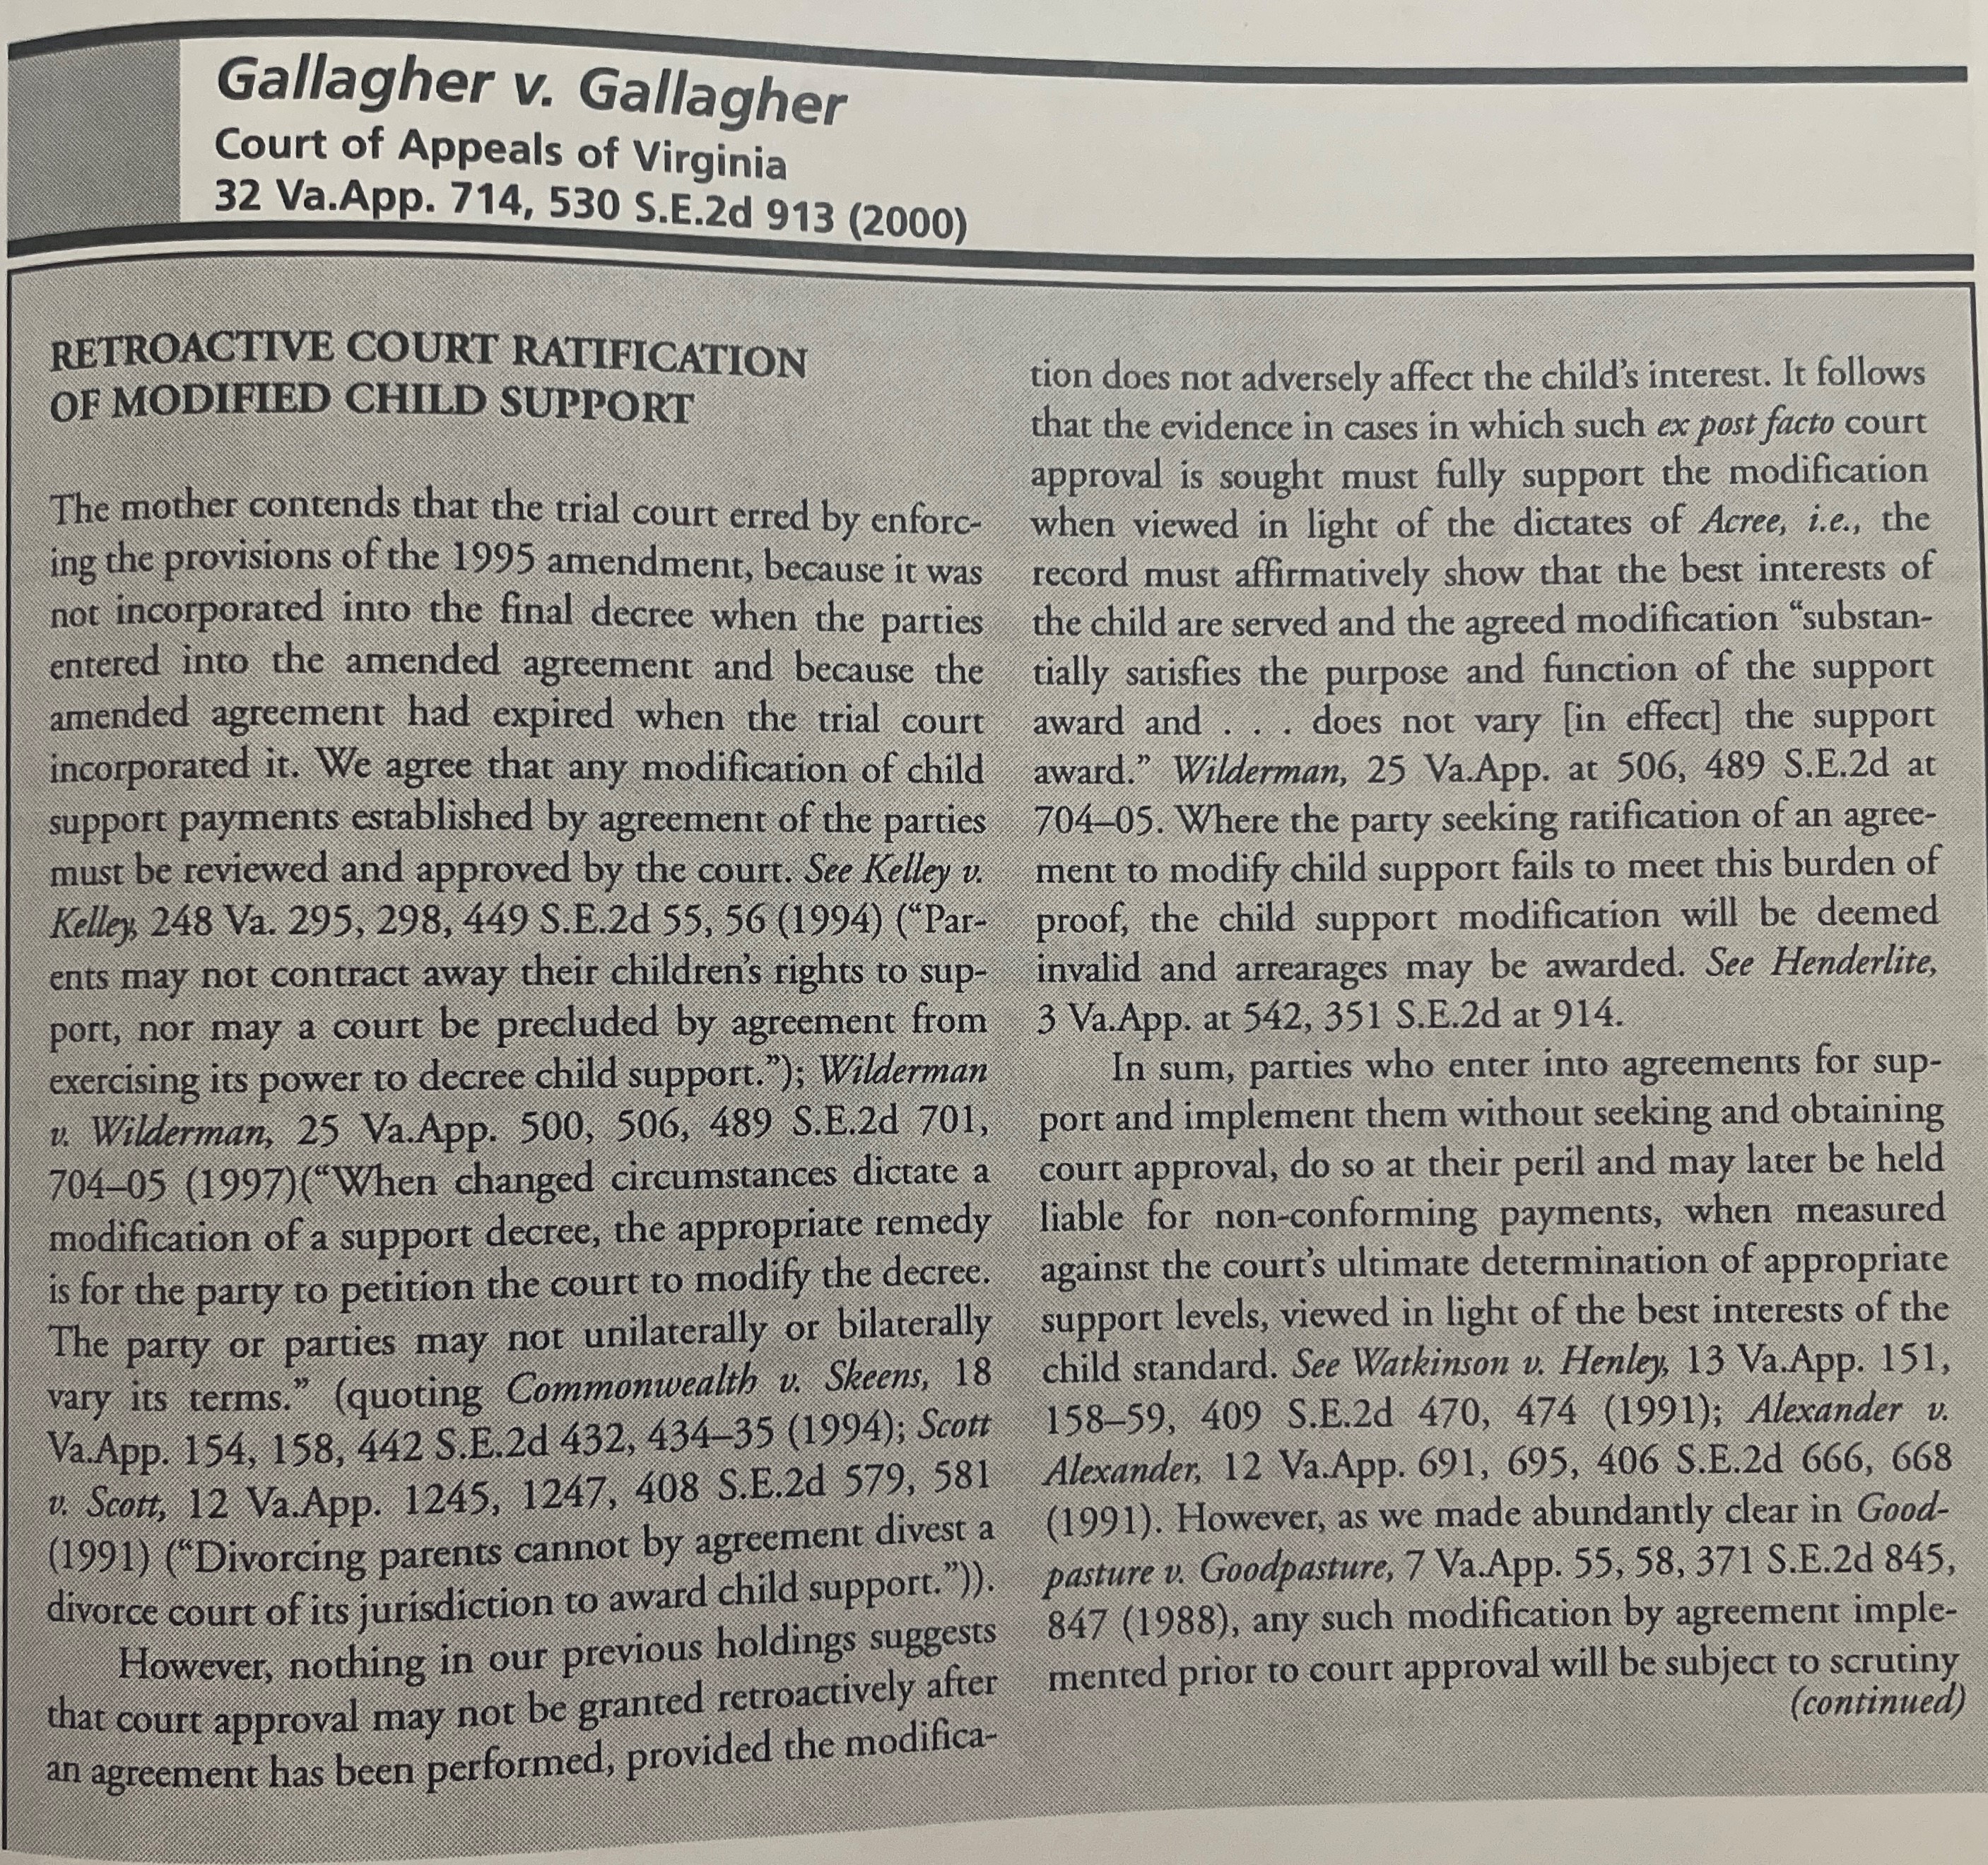 Gallagher v. Gallagher
Court of Appeals of Virginia
32 Va.App. 714, 530 S.E.2d 913 (2000)
RETROACTIVE COURT RATIFICATION
OF MODIFIED CHILD SUPPORT
The mother contends that the trial court erred by enforc-
ing the provisions of the 1995 amendment, because it was
not incorporated into the final decree when the parties
entered into the amended agreement and because the
amended agreement had expired when the trial court
incorporated it. We agree that any modification of child
support payments established by agreement of the parties
must be reviewed and approved by the court. See Kelley v.
Kelley, 248 Va. 295, 298, 449 S.E.2d 55, 56 (1994) (“Par-
ents may not contract away their children’s rights to sup-
port, nor may a court be precluded by agreement from
exercising its power to decree child support.”); Wilderman
v. Wilderman, 25 Va.App. 500, 506, 489 S.E.2d 701,
704–05 (1997)(“When changed circumstances dictate a
modification of a support decree, the appropriate remedy
is for the party to petition the court to modify the decree.
The party or parties may not unilaterally or bilaterally
vary its terms.” (quoting Commonwealth v. Skeens, 18
Va.App. 154, 158, 442 S.E.2d 432, 434–35 (1994); Scott
v. Scott, 12 Va.App. 1245, 1247, 408 S.E.2d 579, 581
(1991) (“Divorcing parents cannot by agreement divest a
divorce court of its jurisdiction to award child support.”)).
However, nothing in our previous holdings suggests
that court approval may not be granted retroactively after
an agreement has been performed, provided the modifica-
tion does not adversely affect the child’s interest. It follows
that the evidence in cases in which such ex post facto court
approval is sought must fully support the modification
when viewed in light of the dictates of Acree, i.e., the
record must affirmatively show that the best interests of
the child are served and the agreed modification “substan-
tially satisfies the purpose and function of the support
award and . . . does not vary [in effect] the support
award.” Wilderman, 25 Va.App. at 506, 489 S.E.2d at
704–05. Where the party seeking ratification of an agree-
ment to modify child support fails to meet this burden of
proof, the child support modification will be deemed
invalid and arrearages may be awarded. See Henderlite,
3 Va.App. at 542, 351 S.E.2d at 914.
In sum, parties who enter into agreements for sup-
port and implement them without seeking and obtaining
court approval, do so at their peril and may later be held
liable for non-conforming payments, when measured
against the court’s ultimate determination of appropriate
support levels, viewed in light of the best interests of the
child standard. See Watkinson v. Henley, 13 Va.App. 151,
158–59, 409 S.E.2d 470, 474 (1991); Alexander v.
Alexander, 12 Va.App. 691, 695, 406 S.E.2d 666, 668
(1991). However, as we made abundantly clear in Good-
pasture v. Goodpasture, 7 Va.App. 55, 58, 371 S.E.2d 845,
847 (1988), any such modification by agreement imple-
mented prior to court approval will be subject to scrutiny
(continued)